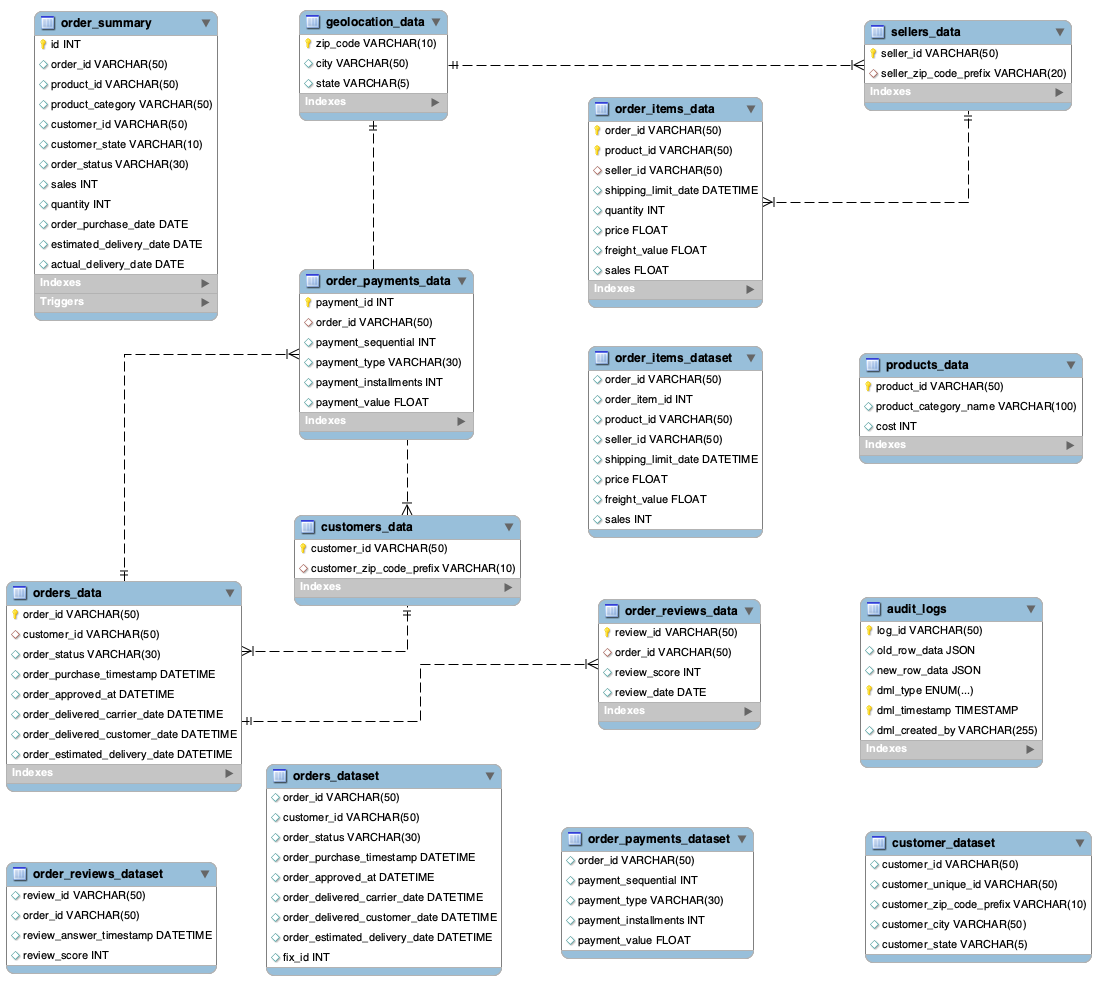 order_summary
id INT
order_id VARCHAR(50)
product_id VARCHAR(50)
product_category VARCHAR(50)
customer_id VARCHAR(50)
customer_state VARCHAR(10)
order_status VARCHAR(30)
sales INT
quantity INT
order_purchase_date DATE
estimated_delivery_date DATE
actual_delivery_date DATE
Indexes
Triggers
geolocation_data
zip_code VARCHAR(10)
city VARCHAR(50)
state VARCHAR(5)
Indexes
sellers_data
seller_id VARCHAR(50)
seller_zip_code_prefix VARCHAR(20)
Indexes
order_items_data
order_id VARCHAR(50)
product_id VARCHAR(50)
seller_id VARCHAR(50)
shipping_limit_date DATETIME
quantity INT
price FLOAT
freight_value FLOAT
sales FLOAT
Indexes
order_payments_data
payment_id INT
order_id VARCHAR(50)
payment_sequential INT
payment_type VARCHAR(30)
payment_installments INT
payment_value FLOAT
Indexes
order_items_dataset
order_id VARCHAR(50)
order_item_id INT
product_id VARCHAR(50)
seller_id VARCHAR(50)
shipping_limit_date DATETIME
price FLOAT
freight_value FLOAT
sales INT
products_data
product_id VARCHAR(50)
product_category_name VARCHAR(100)
cost INT
Indexes
customers_data
customer_id VARCHAR(50)
customer_zip_code_prefix VARCHAR(10)
Indexes
orders_data
order_id VARCHAR(50)
customer_id VARCHAR(50)
order_status VARCHAR(30)
order_purchase_timestamp DATETIME
order_approved_at DATETIME
order_delivered_carrier_date DATETIME
order_delivered_customer_date DATETIME
order_estimated_delivery_date DATETIME
Indexes
order_reviews_data
review_id VARCHAR(50)
order_id VARCHAR(50)
review_score INT
review_date DATE
Indexes
audit_logs
log_id VARCHAR(50)
old_row_data JSON
new_row_data JSON
dml_type ENUM(...)
dml_timestamp TIMESTAMP
dml_created_by VARCHAR(255)
Indexes
orders_dataset
order_id VARCHAR(50)
customer_id VARCHAR(50)
order_status VARCHAR(30)
order_purchase_timestamp DATETIME
order_approved_at DATETIME
order_delivered_carrier_date DATETIME
order_delivered_customer_date DATETIME
order_estimated_delivery_date DATETIME
fix_id INT
order_payments_dataset
order_id VARCHAR(50)
payment_sequential INT
payment_type VARCHAR(30)
payment_installments INT
payment_value FLOAT
customer_dataset
customer_id VARCHAR(50)
customer_unique_id VARCHAR(50)
customer_zip_code_prefix VARCHAR(10)
customer_city VARCHAR(50)
customer_state VARCHAR(5)
order_reviews_dataset
review_id VARCHAR(50)
order_id VARCHAR(50)
review_answer_timestamp DATETIME
review_score INT